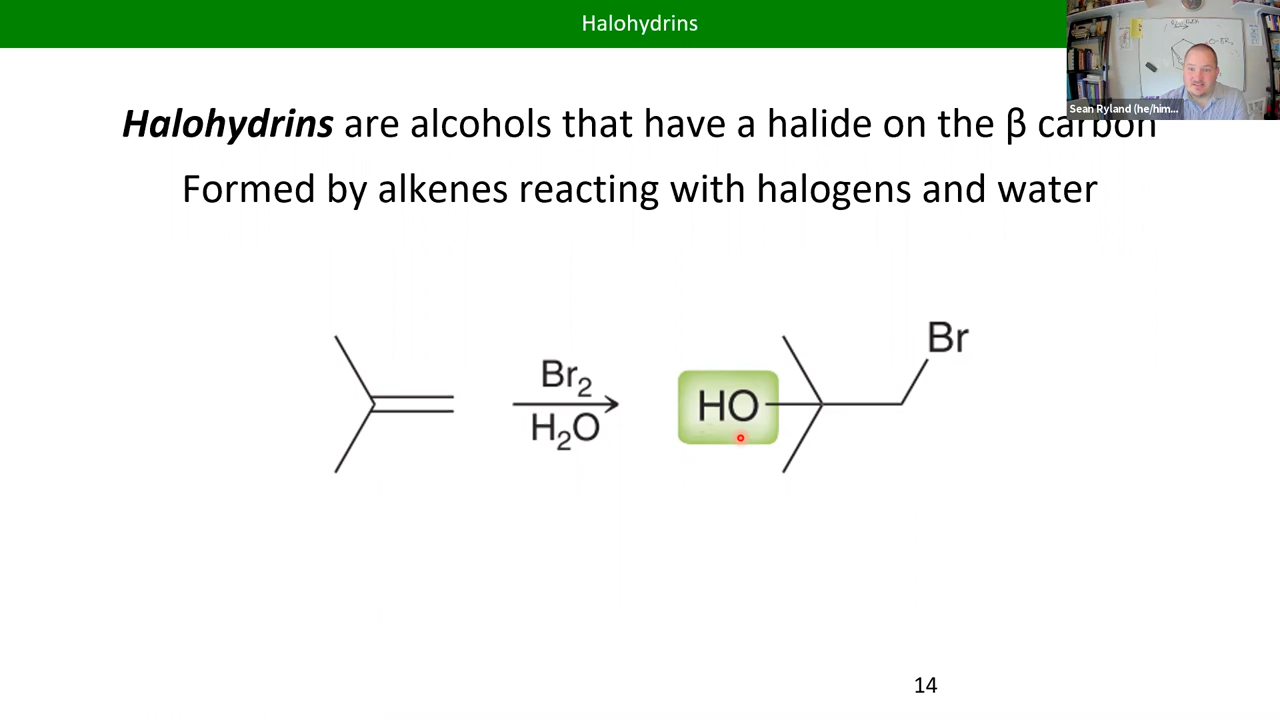 Halohydrins
Sean Ryland (he/him...
Halohydrins are alcohols that have a halide on the β carbon
Formed by alkenes reacting with halogens and water
Br2
H2O
HO
Br
14